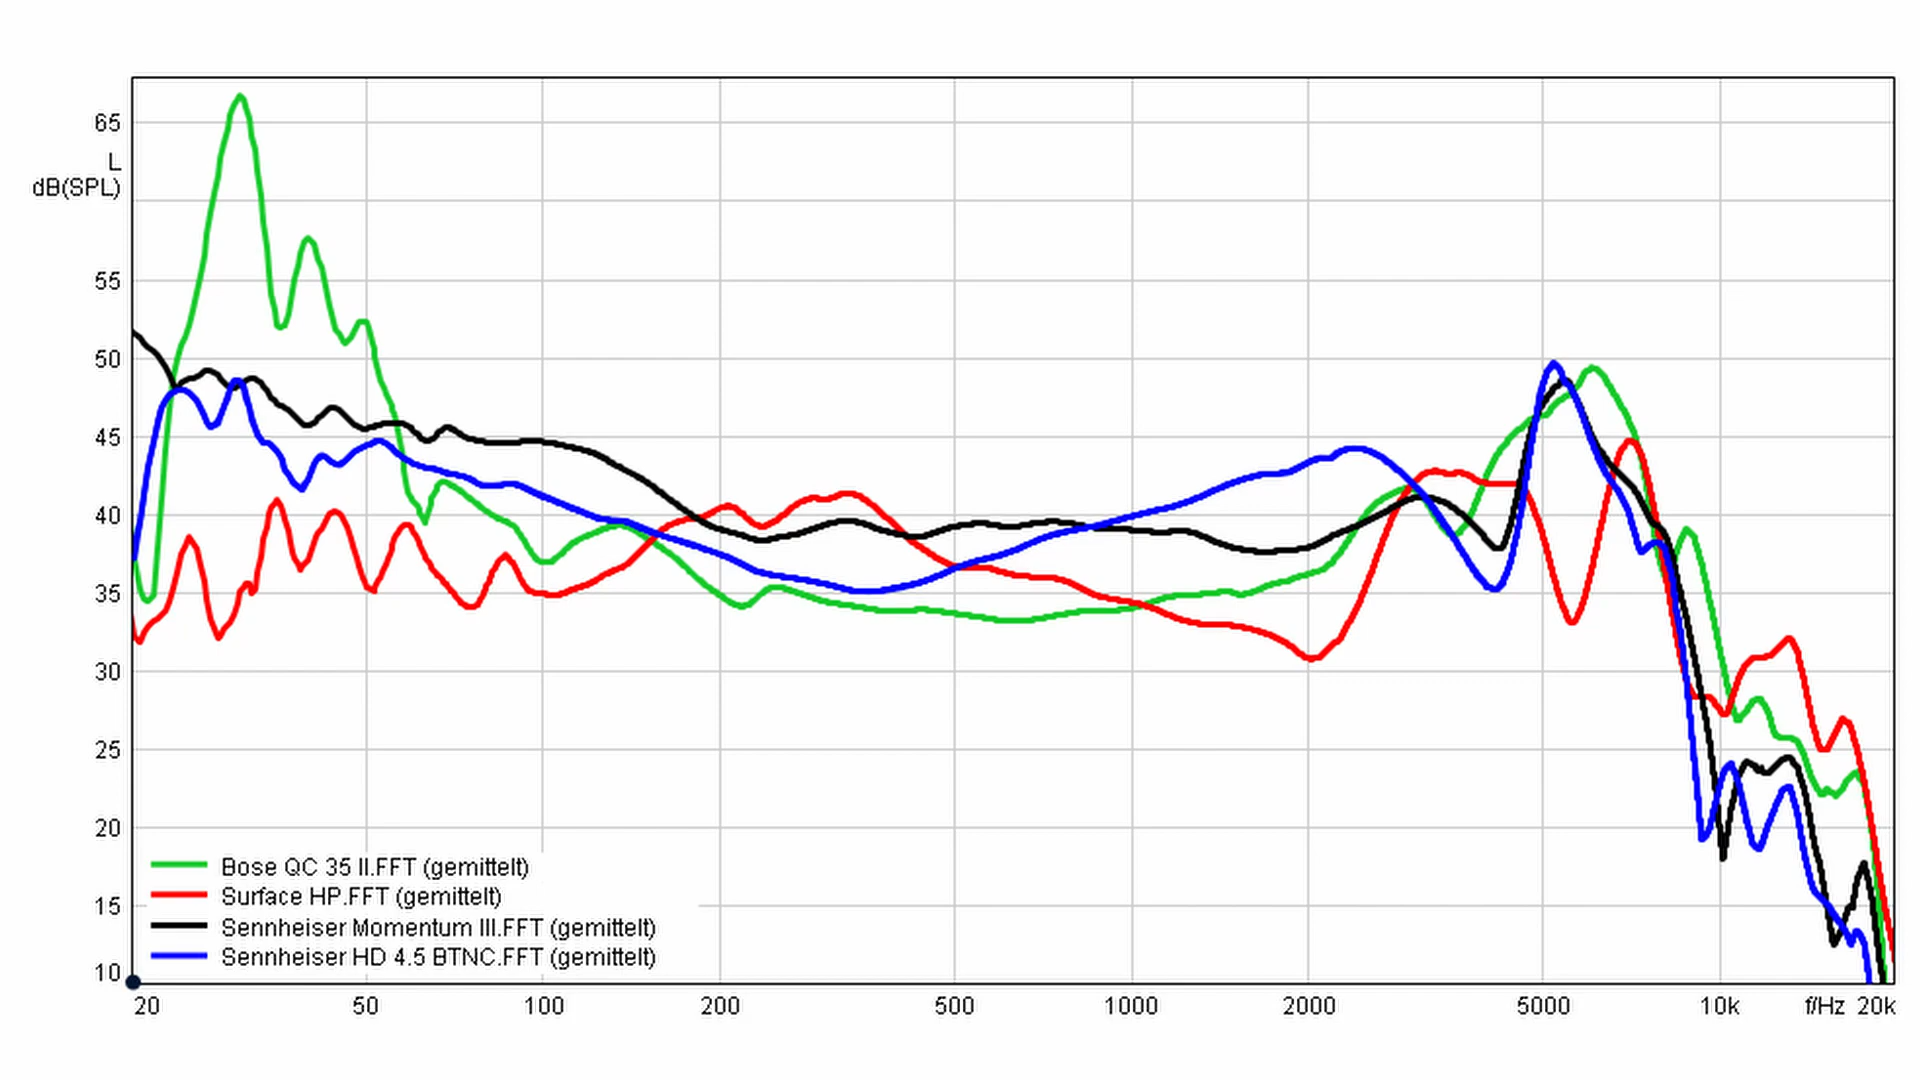 65
L
dB(SPL)
55
50
45
40
35
30
25
20
15
10
Bose QC 35 II.FFT (gemittelt)
Surface HP.FFT (gemittelt)
Sennheiser Momentum III.FFT (gemittelt)
Sennheiser HD 4.5 BTNC.FFT (gemittelt)
20 50 100 200 500 1000 2000 5000 10k f/Hz 20k